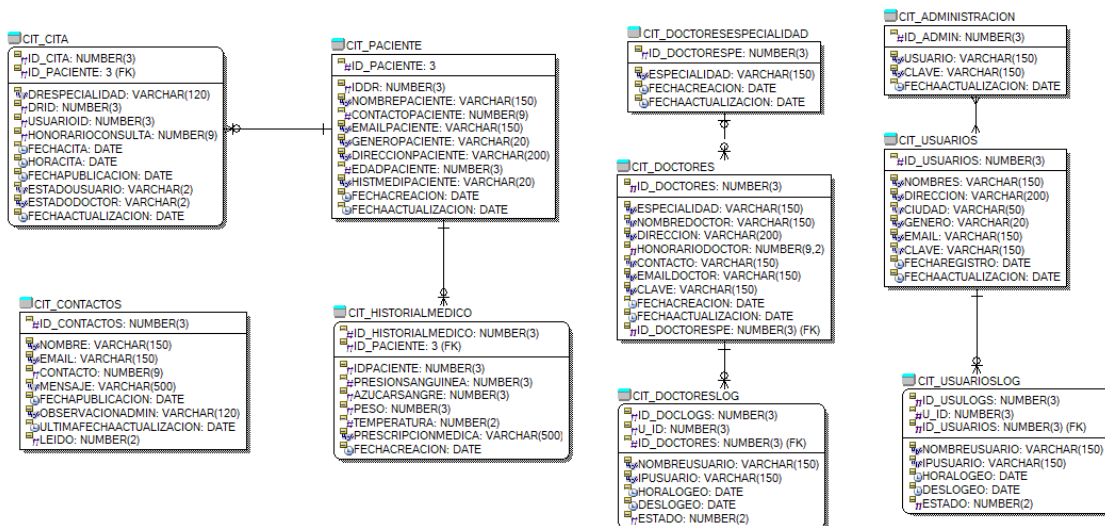 CIT_CITA
ID_CITA: NUMBER(3)
ID_PACIENTE: 3 (FK)
DRESPECIALIDAD: VARCHAR(120)
DRID: NUMBER(3)
USUARIOID: NUMBER(3)
HONORARIOCONSULTA: NUMBER(9)
FECHACITA: DATE
HORACITA: DATE
FECHAPUBLICACION: DATE
ESTADOUSUARIO: VARCHAR(2)
ESTADODOCTOR: VARCHAR(2)
FECHAACTUALIZACION: DATE
CIT_PACIENTE
ID_PACIENTE: 3
IDDR: NUMBER(3)
NOMBREPACIENTE: VARCHAR(150)
CONTACTOPACIENTE: NUMBER(9)
EMAILPACIENTE: VARCHAR(150)
GENEROPACIENTE: VARCHAR(20)
DIRECCIONPACIENTE: VARCHAR(200)
EDADPACIENTE: NUMBER(3)
HISTMEDIPACIENTE: VARCHAR(20)
FECHACREACION: DATE
FECHAACTUALIZACION: DATE
CIT_DOCTORESESPECIALIDAD
ID_DOCTORESPE: NUMBER(3)
ESPECIALIDAD: VARCHAR(150)
FECHACREACION: DATE
FECHAACTUALIZACION: DATE
CIT_ADMINISTRACION
ID_ADMIN: NUMBER(3)
USUARIO: VARCHAR(150)
CLAVE: VARCHAR(150)
FECHAACTUALIZACION: DATE
CIT_USUARIOS
ID_USUARIOS: NUMBER(3)
NOMBRES: VARCHAR(150)
DIRECCION: VARCHAR(200)
CIUDAD: VARCHAR(50)
GENERO: VARCHAR(20)
EMAIL: VARCHAR(150)
CLAVE: VARCHAR(150)
FECHAREGISTRO: DATE
FECHAACTUALIZACION: DATE
CIT_DOCTORES
ID_DOCTORES: NUMBER(3)
ESPECIALIDAD: VARCHAR(150)
NOMBREDOCTOR: VARCHAR(150)
DIRECCION: VARCHAR(200)
HONORARIODOCTOR: NUMBER(9,2)
CONTACTO: VARCHAR(150)
EMAILDOCTOR: VARCHAR(150)
CLAVE: VARCHAR(150)
FECHACREACION: DATE
FECHAACTUALIZACION: DATE
ID_DOCTORESPE: NUMBER(3) (FK)
CIT_CONTACTOS
ID_CONTACTOS: NUMBER(3)
NOMBRE: VARCHAR(150)
EMAIL: VARCHAR(150)
CONTACTO: NUMBER(9)
MENSAJE: VARCHAR(500)
FECHAPUBLICACION: DATE
OBSERVACIONADMIN: VARCHAR(120)
ULTIMAFECHAACTUALIZACION: DATE
LEIDO: NUMBER(2)
CIT_HISTORIALMEDICO
ID_HISTORIALMEDICO: NUMBER(3)
ID_PACIENTE: 3 (FK)
IDPACIENTE: NUMBER(3)
PRESIONSANGUINEA: NUMBER(3)
AZUCARSANGRE: NUMBER(3)
PESO: NUMBER(3)
TEMPERATURA: NUMBER(2)
PRESCRIPCIONMEDICA: VARCHAR(500)
FECHACREACION: DATE
CIT_DOCTORESLOG
ID_DOCLOGS: NUMBER(3)
U_ID: NUMBER(3)
ID_DOCTORES: NUMBER(3) (FK)
NOMBREUSUARIO: VARCHAR(150)
IPUSUARIO: VARCHAR(150)
HORALOGEO: DATE
DESLOGEO: DATE
ESTADO: NUMBER(2)
CIT_USUARIOSLOG
ID_USULOGS: NUMBER(3)
U_ID: NUMBER(3)
ID_USUARIOS: NUMBER(3) (FK)
NOMBREUSUARIO: VARCHAR(150)
IPUSUARIO: VARCHAR(150)
HORALOGEO: DATE
DESLOGEO: DATE
ESTADO: NUMBER(2)